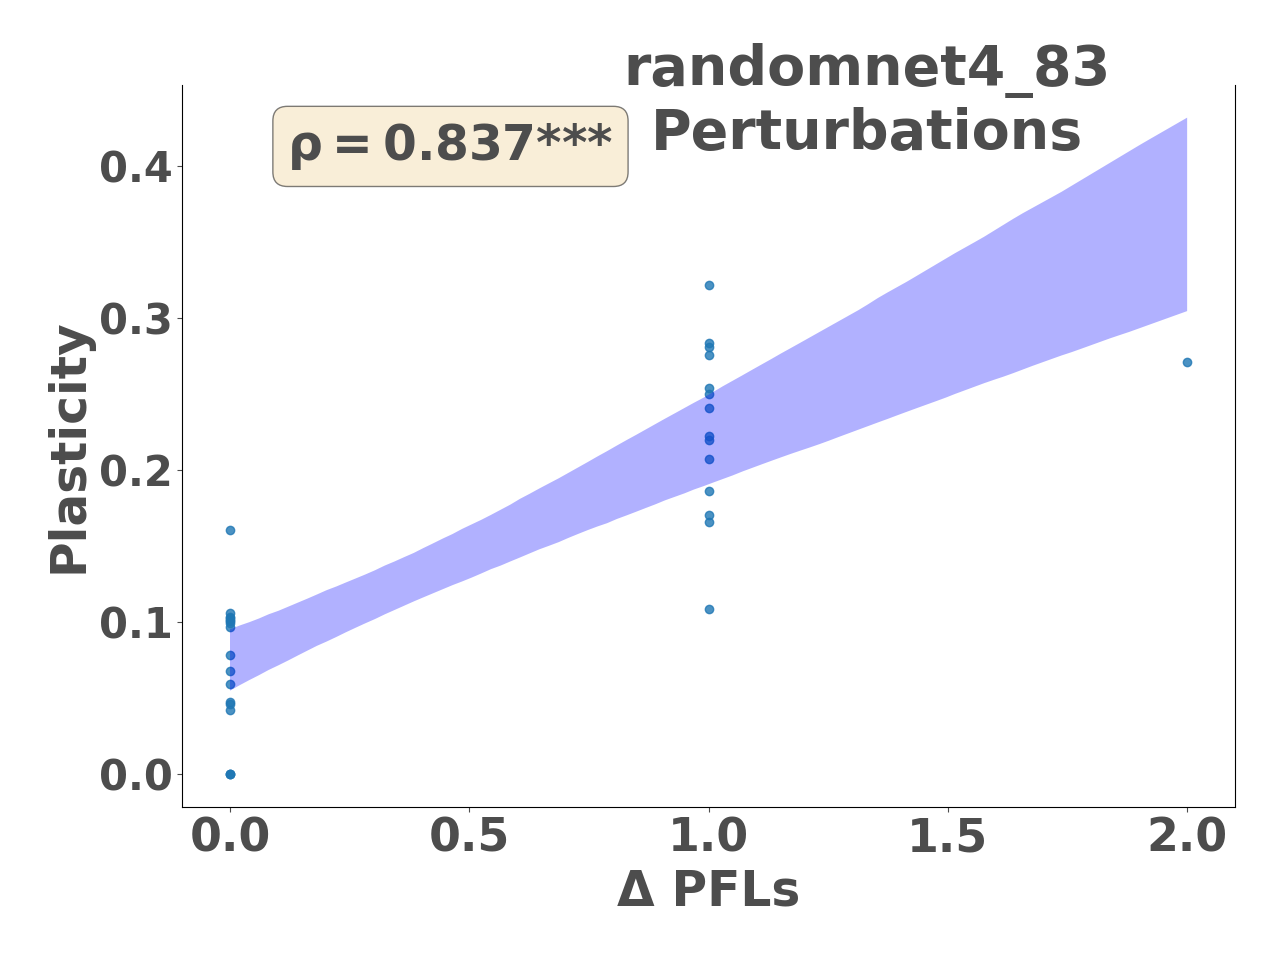 randomnet4_83
Perturbations
ρ = 0.837***
0.4
0.3
0.2
0.1
0.0
Plasticity
0.0 0.5 1.0 1.5 2.0
Δ PFLs